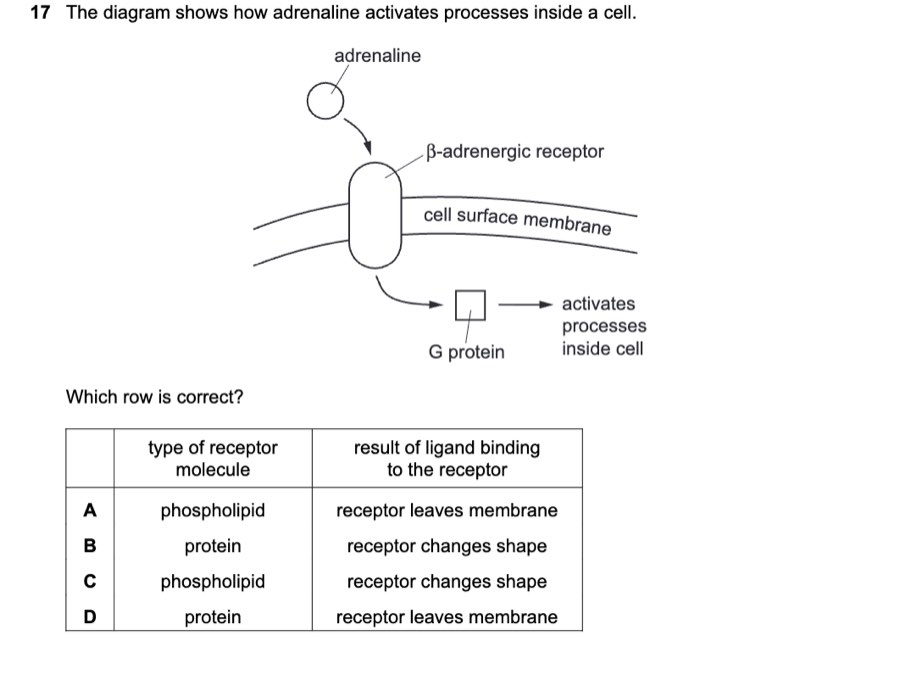 17 The diagram shows how adrenaline activates processes inside a cell.
adrenaline
β-adrenergic receptor
cell surface membrane
activates
processes
inside cell
G protein
Which row is correct?
type of receptor molecule result of ligand binding to the receptor
A phospholipid receptor leaves membrane
B protein receptor changes shape
C phospholipid receptor changes shape
D protein receptor leaves membrane